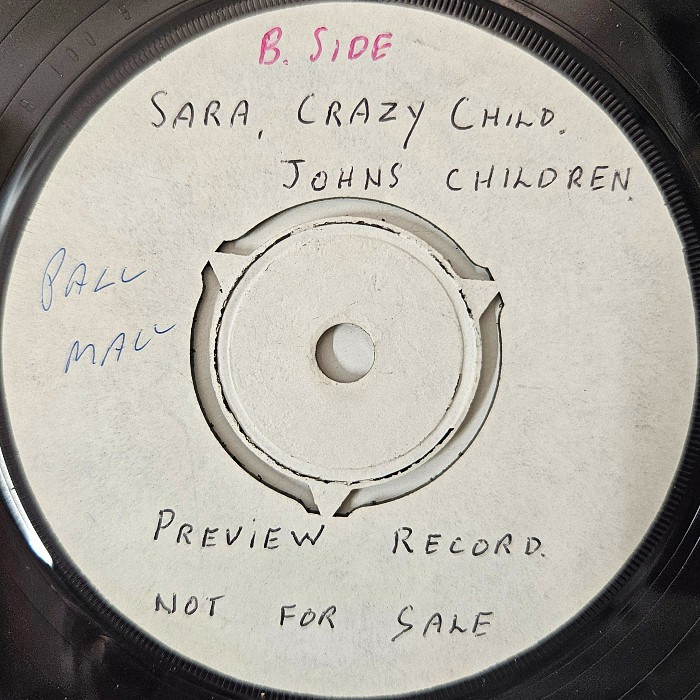 B. SIDE
SARA, CRAZY CHILD.
JOHNS CHILDREN.
PALL
MALL
PREVIEW RECORD.
NOT FOR SALE